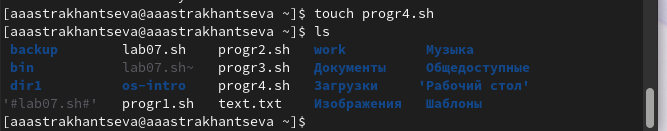 [aaastrakhantseva@aaastrakhantseva ~]$ touch progr4.sh
[aaastrakhantseva@aaastrakhantseva ~]$ ls
backup lab07.sh progr2.sh work Музыка
bin lab07.sh~ progr3.sh Документы Общедоступные
dir1 os-intro progr4.sh Загрузки 'Рабочий стол'
'#lab07.sh#' progr1.sh text.txt Изображения Шаблоны
[aaastrakhantseva@aaastrakhantseva ~]$